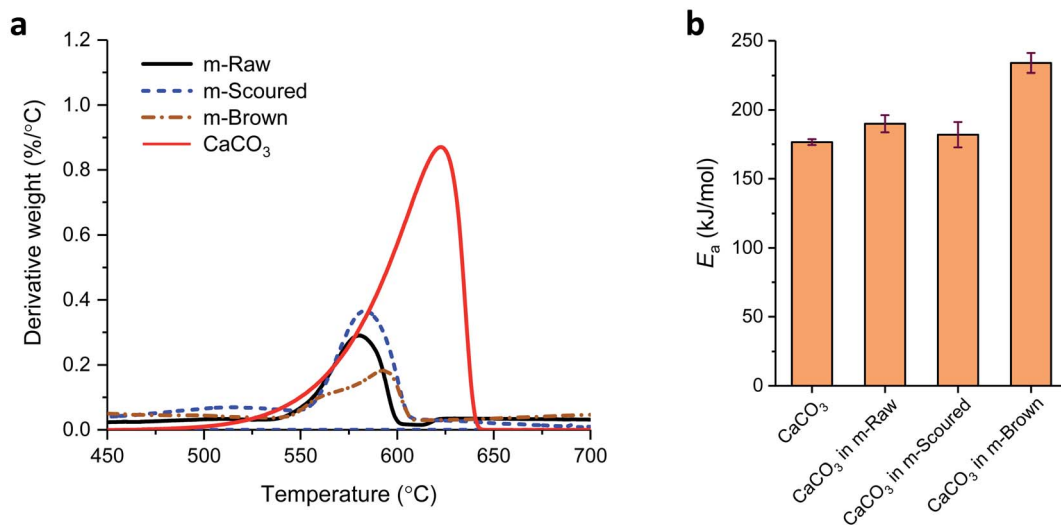 a
1.2
1.0
0.8
0.6
0.4
0.2
0.0
Derivative weight (%/°C)
m-Raw
m-Scoured
m-Brown
CaCO₃
450
500
550
600
650
700
Temperature (°C)
b
250
200
175
150
100
25
50
0
Eₐ (kJ/mol)
CaCO₃
CaCO₃ in m-Raw
CaCO₃ in m-Scoured
CaCO₃ in m-Brown